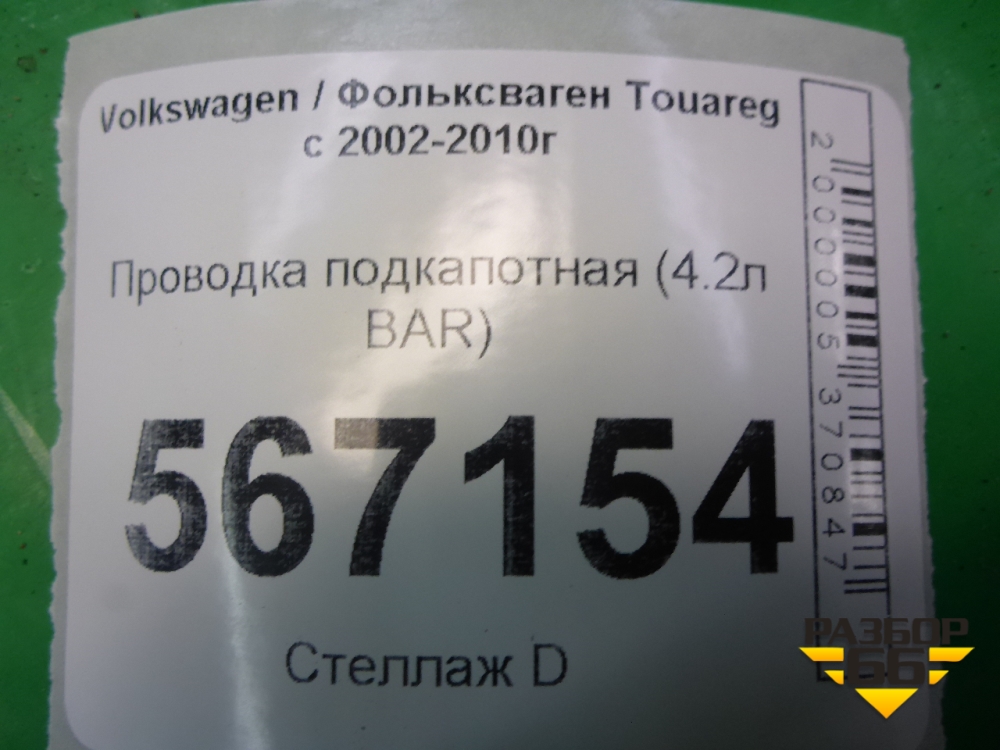 Volkswagen / Фольксваген Touareg
с 2002-2010г
Проводка подкапотная (4.2л
BAR)
567154
Стеллаж D
2000005370847
РАЗБОР
66